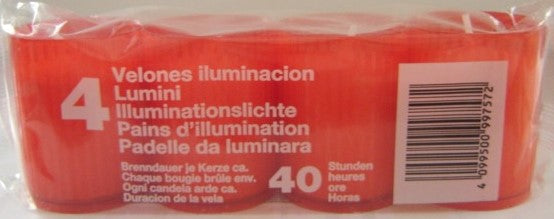 4
Velones iluminacion
Lumini
Illuminationslichte
Pains d'illumination
Padelle da luminara
Brenndauer je Kerze ca.
Chaque bougie brûle env.
Ogni candela arde ca.
Duracion de la vela
40
Stunden
heures
ore
Horas
4 099500 997572